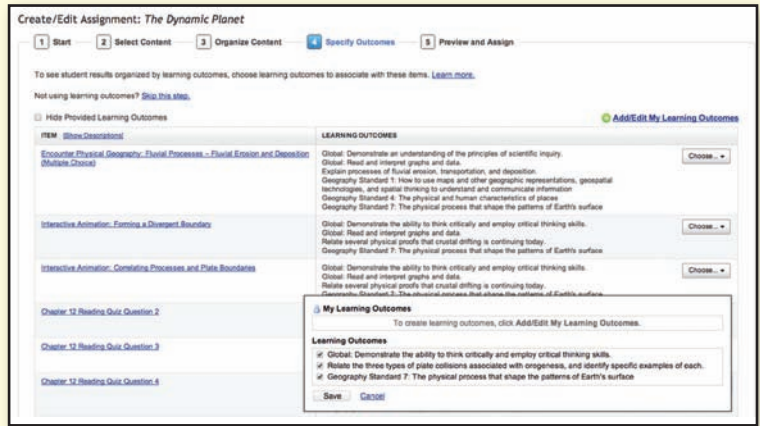 Create/Edit Assignment: The Dynamic Planet
1 Start
2 Select Content
3 Organize Content
4 Specify Outcomes
5 Preview and Assign
To see student results organized by learning outcomes, choose learning outcomes to associate with these items. Learn more.
Not using learning outcomes? Skip this step.
Hide Provided Learning Outcomes
Add/Edit My Learning Outcomes
ITEM (Show Descriptions)
LEARNING OUTCOMES
Encounter Physical Geography: Fluvial Processes – Fluvial Erosion and Deposition
(Multiple Choice)
Global: Demonstrate an understanding of the principles of scientific inquiry.
Global: Read and interpret graphs and data.
Explain processes of fluvial erosion, transportation, and deposition.
Geography Standard 1: How to use maps and other geographic representations, geospatial
technologies, and spatial thinking to understand and communicate information
Geography Standard 4: The physical and human characteristics of places
Geography Standard 7: The physical process that shape the patterns of Earth's surface
Choose...
Interactive Animation: Forming a Divergent Boundary
Global: Demonstrate the ability to think critically and employ critical thinking skills.
Global: Read and interpret graphs and data.
Relate several physical proofs that crustal drifting is continuing today.
Geography Standard 7: The physical process that shape the patterns of Earth's surface
Choose...
Interactive Animation: Correlating Processes and Plate Boundaries
Global: Demonstrate the ability to think critically and employ critical thinking skills.
Global: Read and interpret graphs and data.
Relate several physical proofs that crustal drifting is continuing today.
Geography Standard 7: The physical process that shape the patterns of Earth's surface
Choose...
Chapter 12 Reading Quiz Question 2
Chapter 12 Reading Quiz Question 3
Chapter 12 Reading Quiz Question 4
My Learning Outcomes
To create learning outcomes, click Add/Edit My Learning Outcomes.
Learning Outcomes
Global: Demonstrate the ability to think critically and employ critical thinking skills.
Relate the three types of plate collisions associated with orogenesis, and identify specific examples of each.
Geography Standard 7: The physical process that shape the patterns of Earth's surface
Save
Cancel